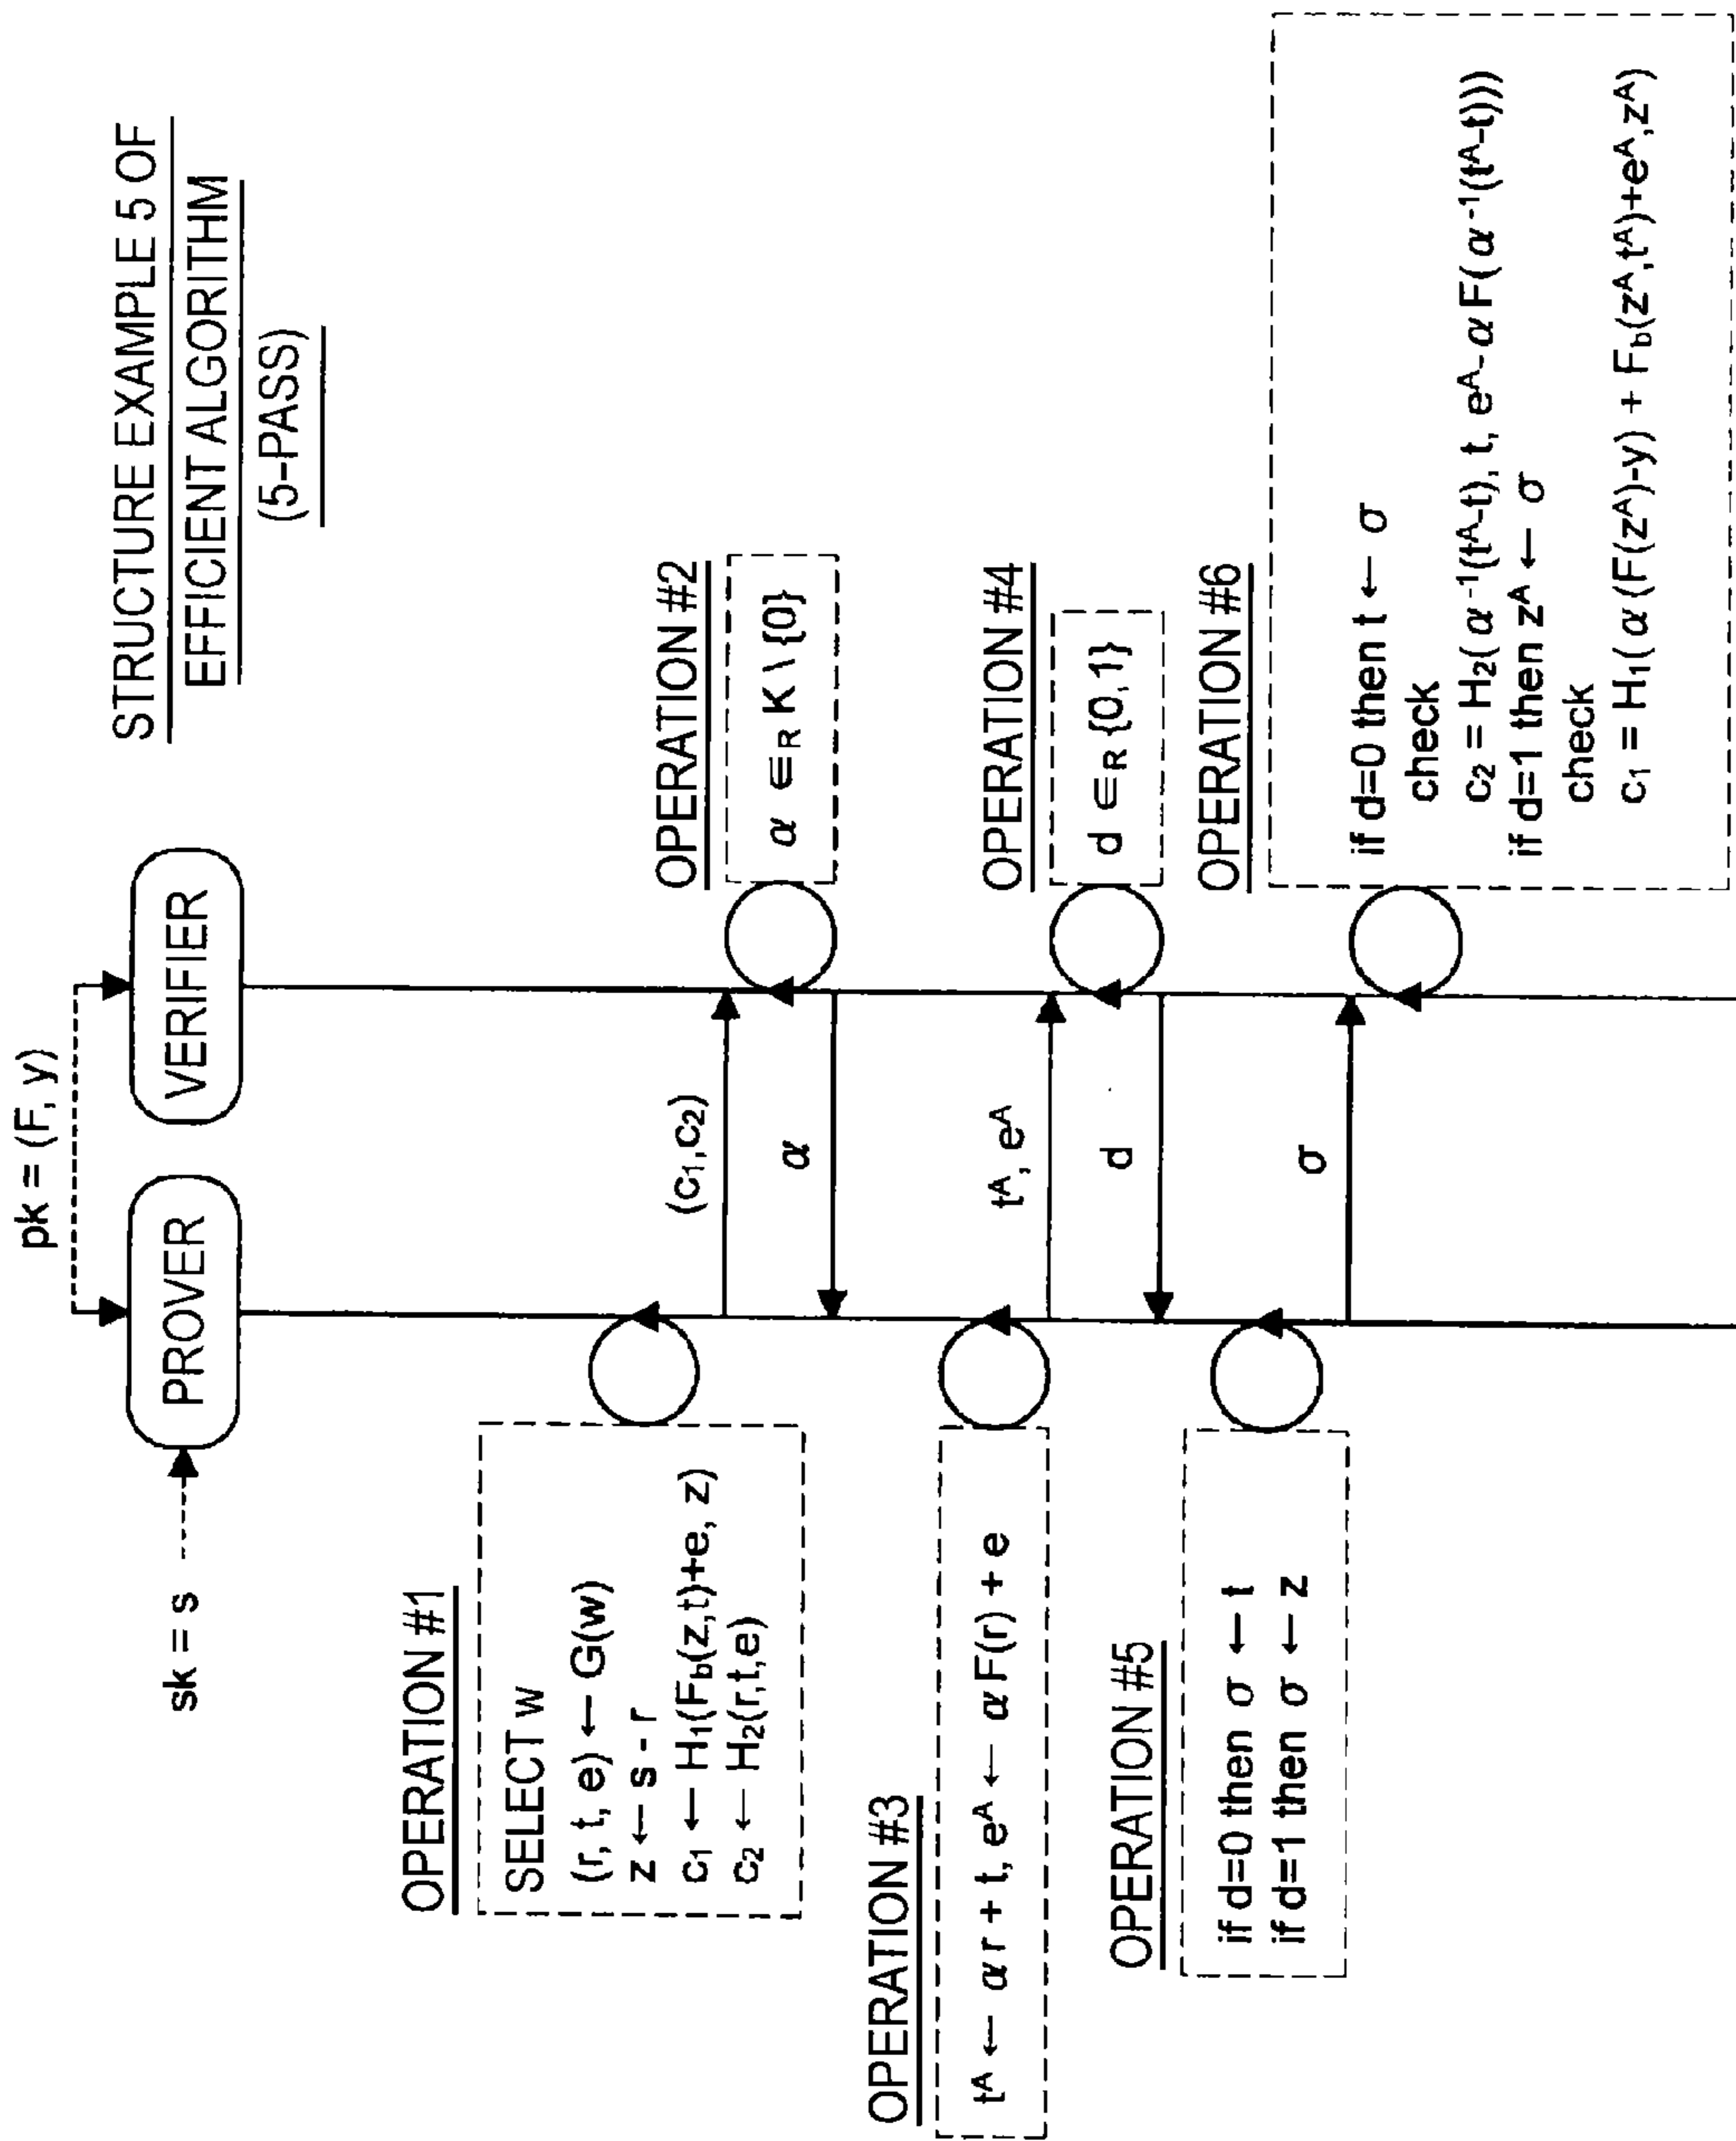 STRUCTURE EXAMPLE 5 OF
EFFICIENT ALGORITHM
(5-PASS)
pk = (F, y)
sk = s
PROVER
VERIFIER
OPERATION #1
SELECT w
(r, t, e) ← G(w)
z ← s - r
c₁ ← H₁(F_b(z,t)+e, z)
c₂ ← H₂(r,t,e)
(c₁,c₂)
OPERATION #2
α ∈_R K \ {0}
α
OPERATION #3
t^A ← α r + t, e^A ← α F(r) + e
t^A, e^A
OPERATION #4
d ∈_R {0,1}
d
OPERATION #5
if d=0 then σ ← t
if d=1 then σ ← z
σ
OPERATION #6
if d=0 then t ← σ
check
c₂ = H₂(α⁻¹(t^A-t), t, e^A-α F(α⁻¹(t^A-t)))
if d=1 then z^A ← σ
check
c₁ = H₁(α (F(z^A)-y) + F_b(z^A,t^A)+e^A,z^A)